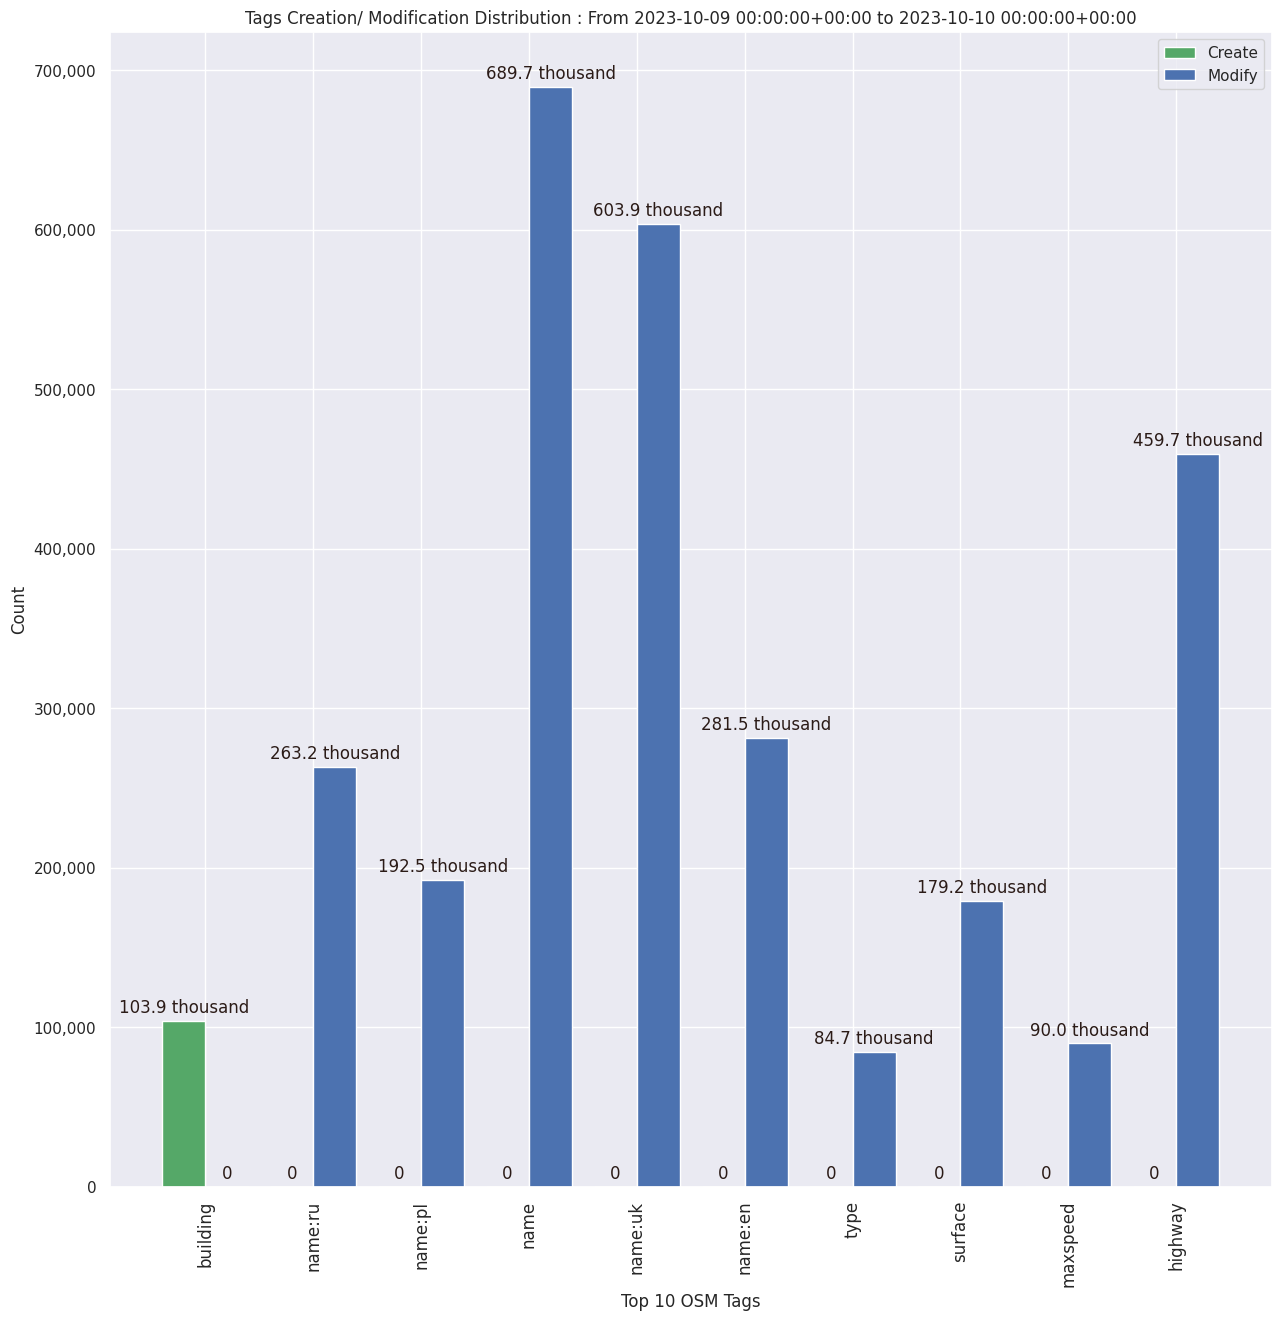 Tags Creation/ Modification Distribution : From 2023-10-09 00:00:00+00:00 to 2023-10-10 00:00:00+00:00
Create
Modify
700,000
600,000
500,000
400,000
300,000
200,000
100,000
0
Count
103.9 thousand
0
0
263.2 thousand
0
192.5 thousand
0
689.7 thousand
0
603.9 thousand
0
281.5 thousand
0
84.7 thousand
0
179.2 thousand
0
90.0 thousand
0
459.7 thousand
building
name:ru
name:pl
name
name:uk
name:en
type
surface
maxspeed
highway
Top 10 OSM Tags